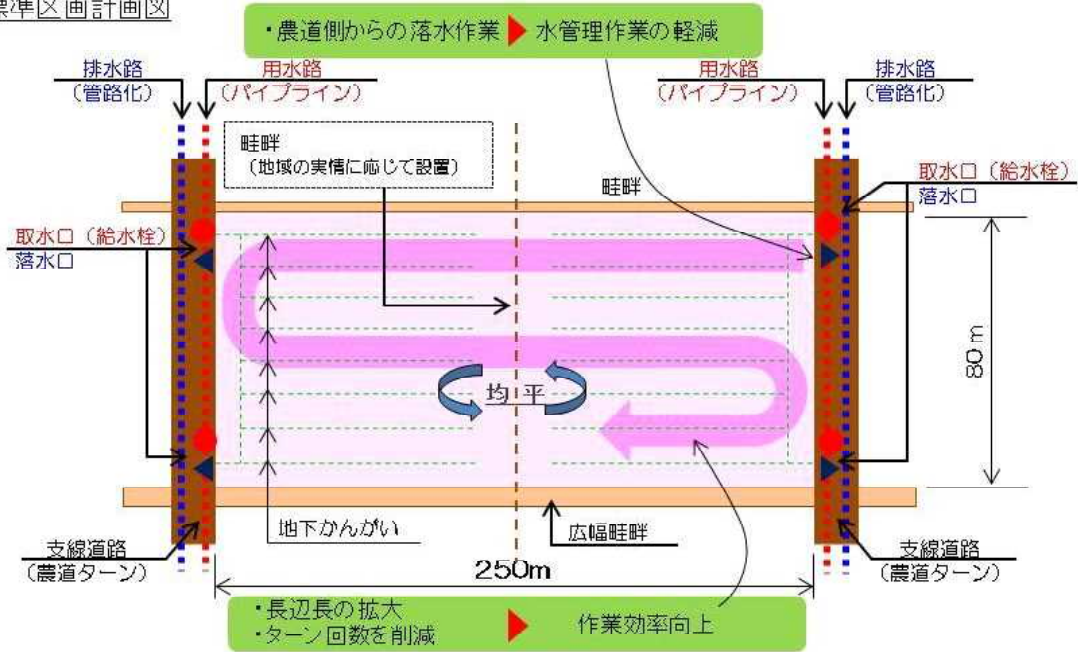 標準区画計画図
・農道側からの落水作業 水管理作業の軽減
排水路
(管路化)
用水路
(パイプライン)
用水路
(パイプライン)
排水路
(管路化)
畦畔
(地域の実情に応じて設置)
畦畔
取水口(給水栓)
落水口
取水口(給水栓)
落水口
80m
均平
地下かんがい
広幅畦畔
支線道路
(農道ターン)
支線道路
(農道ターン)
250m
・長辺長の拡大
・ターン回数を削減
作業効率向上